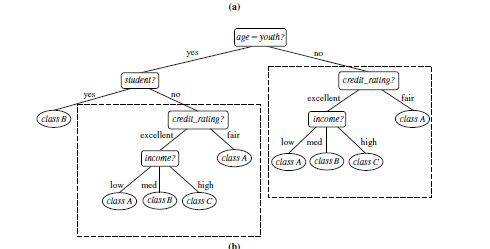 (a)
age = youth?
yes
no
student?
credit_rating?
yes
no
excellent
fair
class B
credit_rating?
income?
class A
excellent
fair
low
med
high
income?
class A
class A
class B
class C
low
med
high
class A
class B
class C
(b)